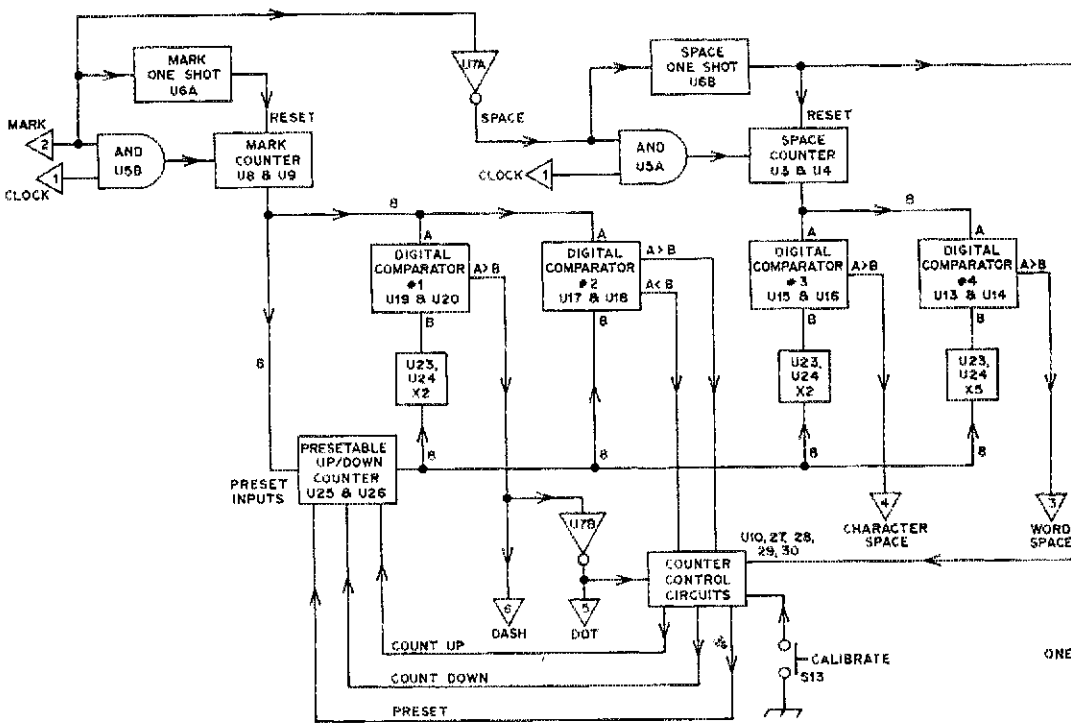 MARK
ONE SHOT
U6A
RESET
MARK
2
AND
U5B
1
CLOCK
MARK
COUNTER
U8 & U9
U7A
SPACE
SPACE
ONE SHOT
U6B
RESET
AND
U5A
CLOCK
1
SPACE
COUNTER
U3 & U4
8
8
A
DIGITAL
COMPARATOR
#1
U19 & U20
A>B
B
A
DIGITAL
COMPARATOR
#2
U17 & U18
A>B
A<B
B
A
DIGITAL
COMPARATOR
#3
U15 & U16
A>B
B
A
DIGITAL
COMPARATOR
#4
U13 & U14
A>B
B
8
U23,
U24
X2
U23,
U24
X2
U23,
U24
X5
8
8
8
8
PRESETABLE
UP/DOWN
COUNTER
U25 & U26
PRESET
INPUTS
U7B
4
CHARACTER
SPACE
3
WORD
SPACE
U10, 27, 28,
29, 30
COUNTER
CONTROL
CIRCUITS
6
DASH
5
DOT
COUNT UP
COUNT DOWN
PRESET
CALIBRATE
S13
ONE